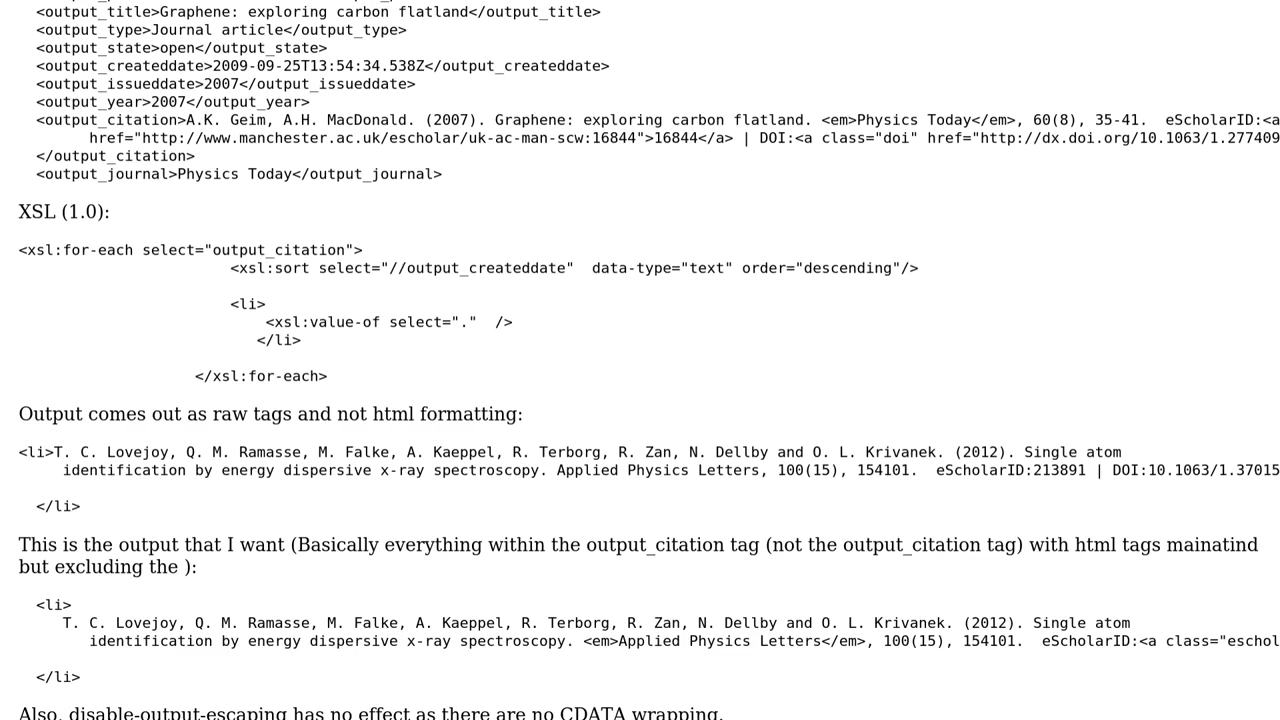 <output_title>Graphene: exploring carbon flatland</output_title>
<output_type>Journal article</output_type>
<output_state>open</output_state>
<output_createddate>2009-09-25T13:54:34.538Z</output_createddate>
<output_issueddate>2007</output_issueddate>
<output_year>2007</output_year>
<output_citation>A.K. Geim, A.H. MacDonald. (2007). Graphene: exploring carbon flatland. <em>Physics Today</em>, 60(8), 35-41.  eScholarID:<a
href="http://www.manchester.ac.uk/escholar/uk-ac-man-scw:16844">16844</a> | DOI:<a class="doi" href="http://dx.doi.org/10.1063/1.277409
</output_citation>
<output_journal>Physics Today</output_journal>
XSL (1.0):
<xsl:for-each select="output_citation">
<xsl:sort select="//output_createddate"  data-type="text" order="descending"/>
<li>
<xsl:value-of select="."  />
</li>
</xsl:for-each>
Output comes out as raw tags and not html formatting:
<li>T. C. Lovejoy, Q. M. Ramasse, M. Falke, A. Kaeppel, R. Terborg, R. Zan, N. Dellby and O. L. Krivanek. (2012). Single atom
identification by energy dispersive x-ray spectroscopy. Applied Physics Letters, 100(15), 154101.  eScholarID:213891 | DOI:10.1063/1.37015
</li>
This is the output that I want (Basically everything within the output_citation tag (not the output_citation tag) with html tags mainatind
but excluding the ):
<li>
T. C. Lovejoy, Q. M. Ramasse, M. Falke, A. Kaeppel, R. Terborg, R. Zan, N. Dellby and O. L. Krivanek. (2012). Single atom
identification by energy dispersive x-ray spectroscopy. <em>Applied Physics Letters</em>, 100(15), 154101.  eScholarID:<a class="eschol
</li>
Also, disable-output-escaping has no effect as there are no CDATA wrapping.